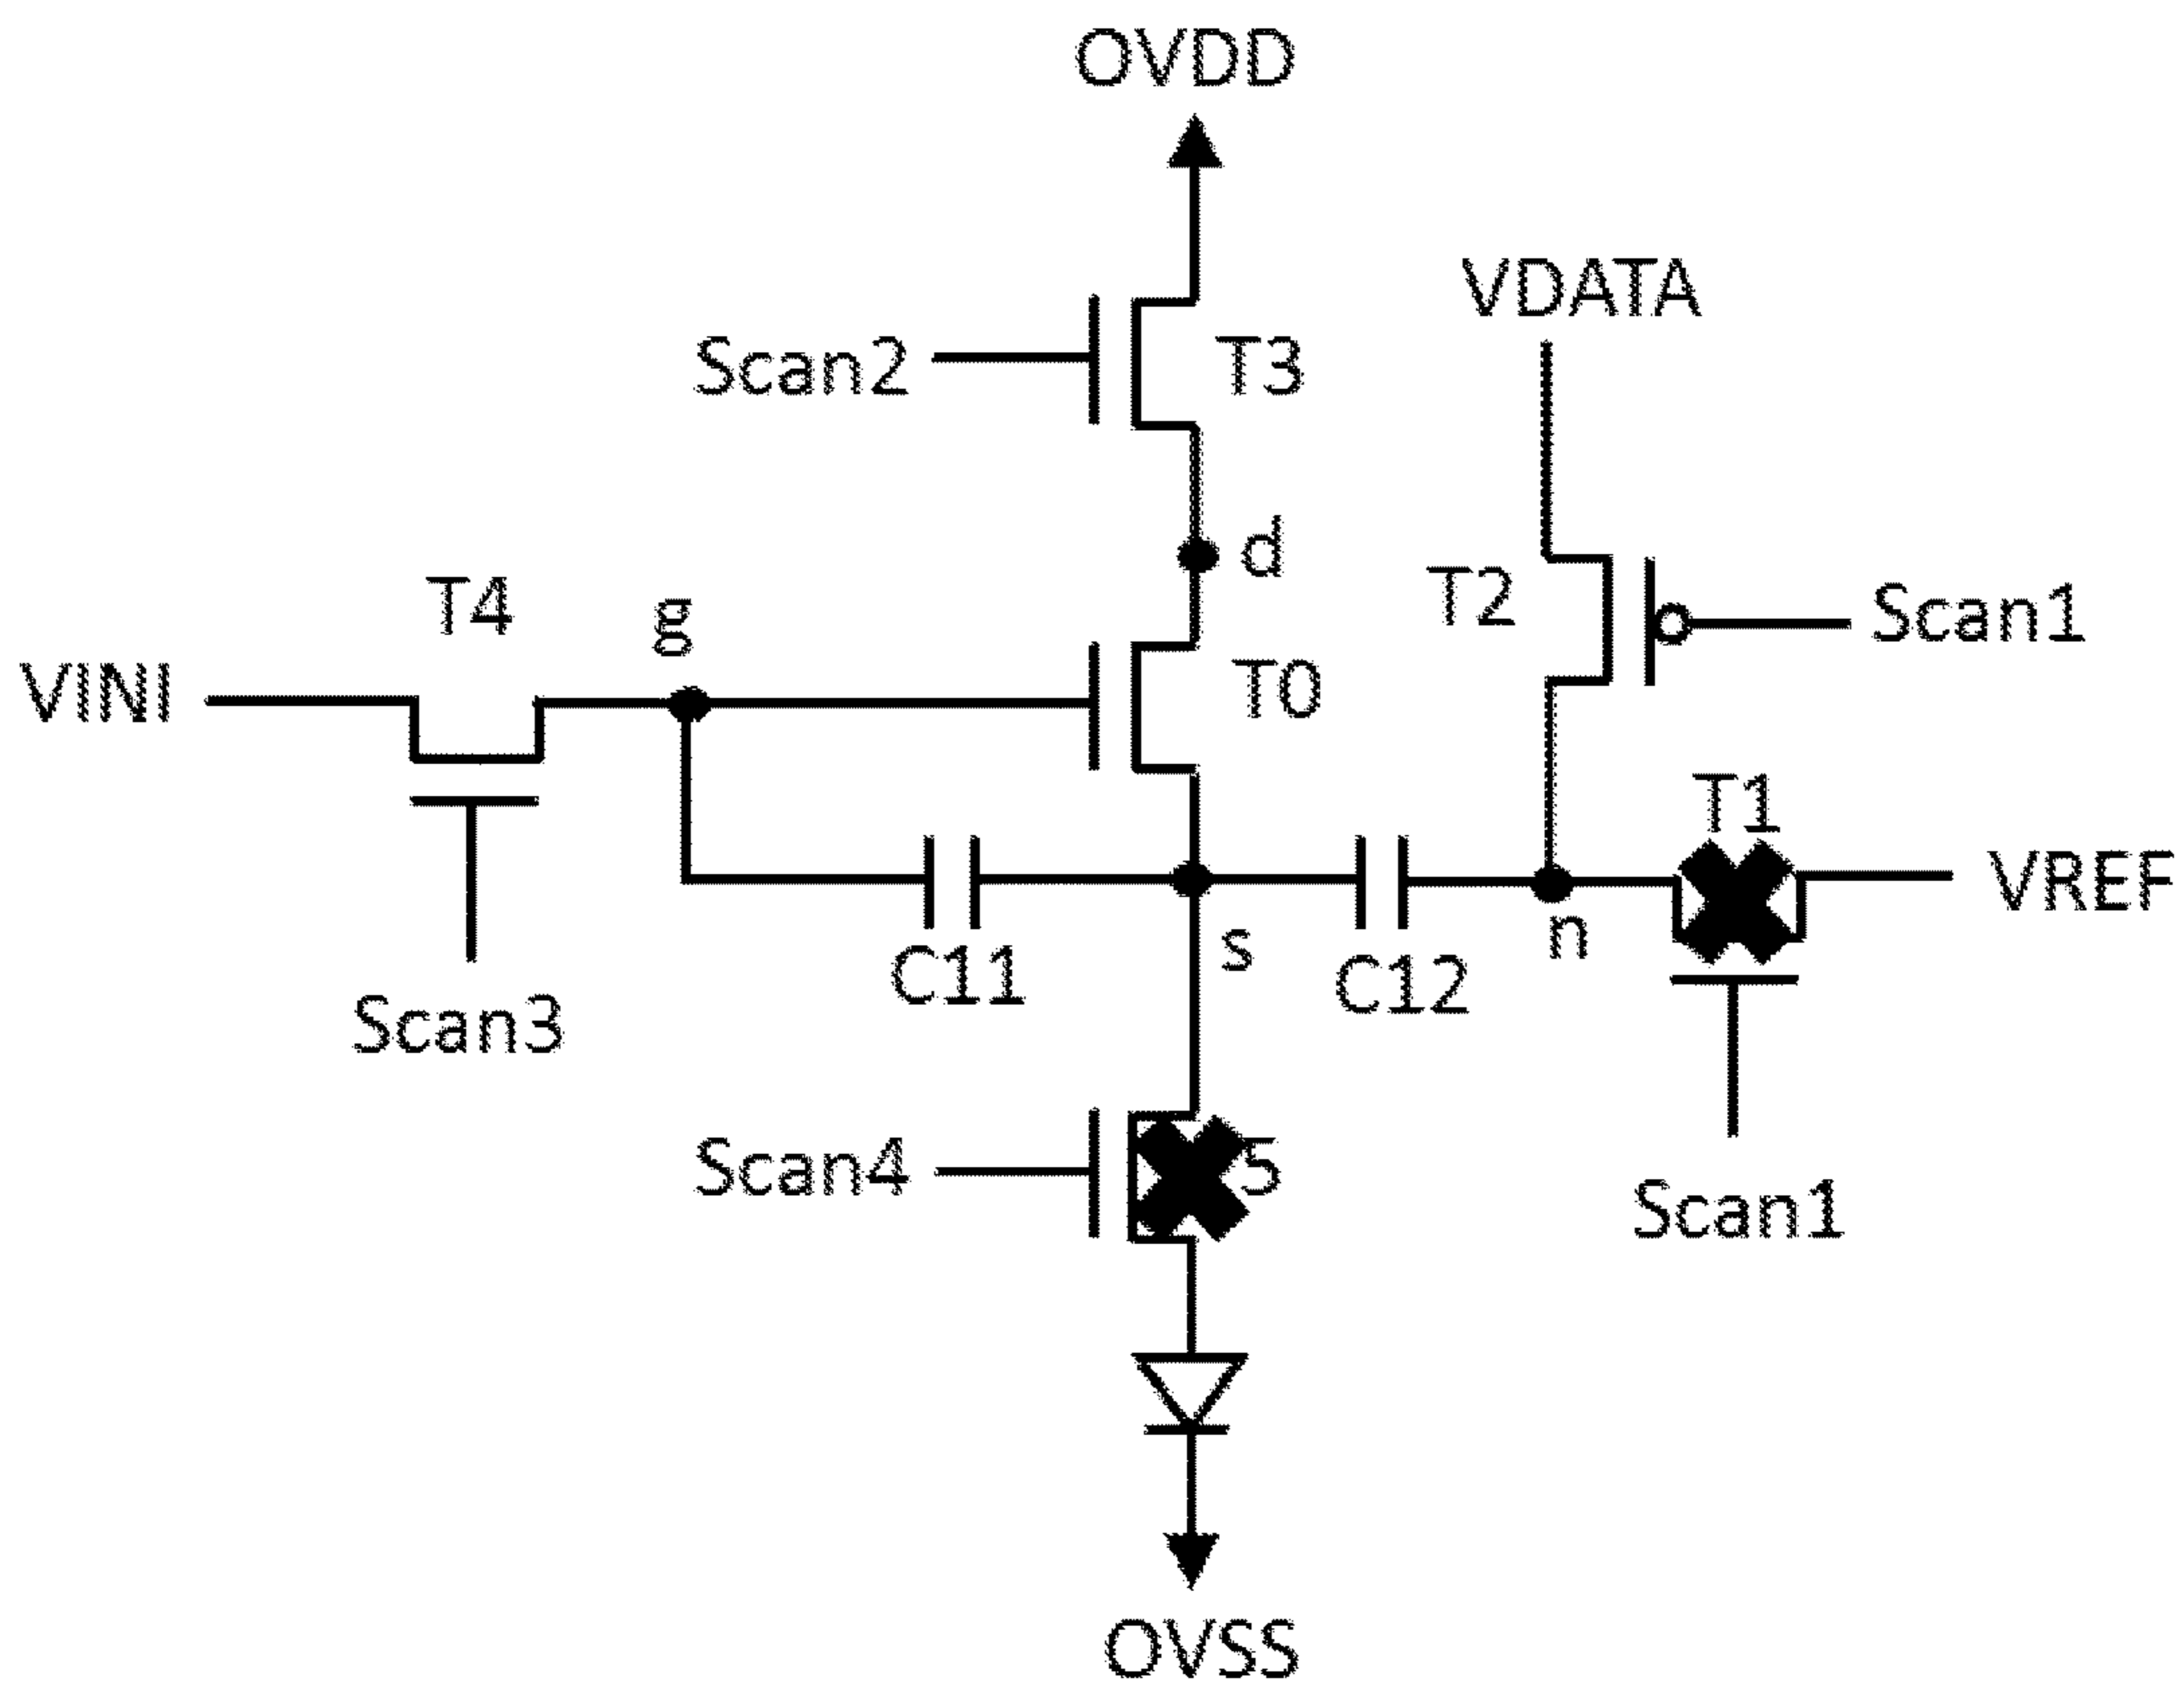 OVDD
VDATA
Scan2
T3
d
T4
g
T2
Scan1
VINI
T0
T1
VREF
s
n
C11
C12
Scan3
Scan4
5
Scan1
OVSS